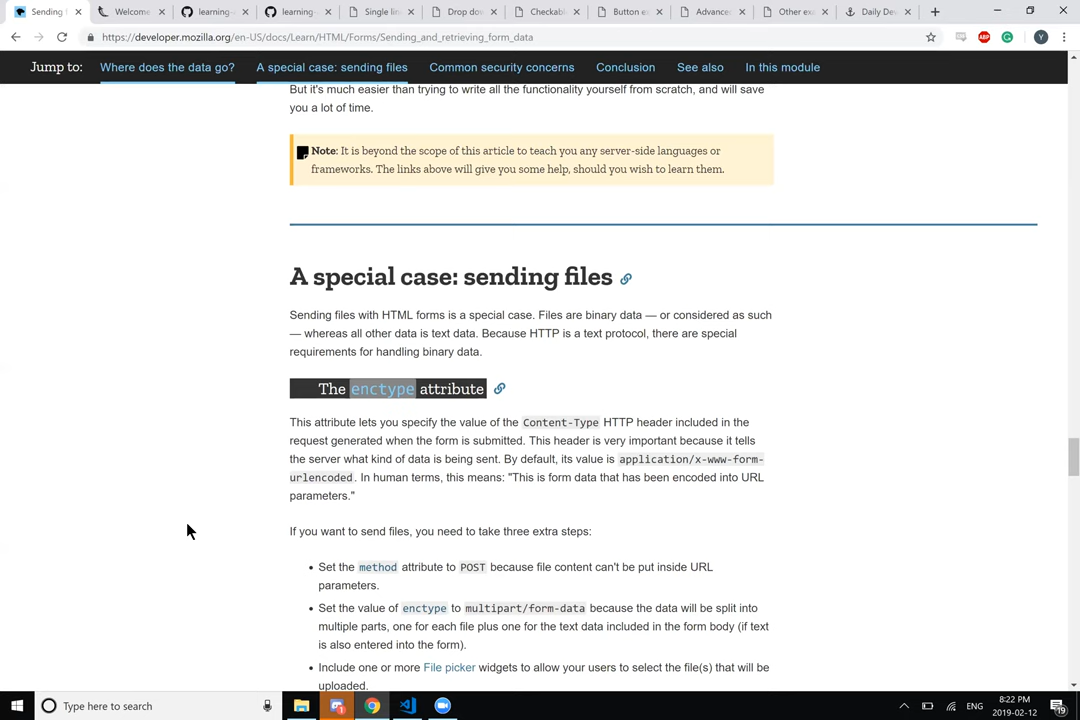 Sending f
Welcome
learning-
learning-
Single lin
Drop dow
Checkabl
Button ex
Advance
Other exa
Daily Dev
https://developer.mozilla.org/en-US/docs/Learn/HTML/Forms/Sending_and_retrieving_form_data
ABP
Y
Jump to: Where does the data go? A special case: sending files Common security concerns Conclusion See also In this module
But it's much easier than trying to write all the functionality yourself from scratch, and will save
you a lot of time.
Note: It is beyond the scope of this article to teach you any server-side languages or
frameworks. The links above will give you some help, should you wish to learn them.
A special case: sending files
Sending files with HTML forms is a special case. Files are binary data — or considered as such
— whereas all other data is text data. Because HTTP is a text protocol, there are special
requirements for handling binary data.
The enctype attribute
This attribute lets you specify the value of the Content-Type HTTP header included in the
request generated when the form is submitted. This header is very important because it tells
the server what kind of data is being sent. By default, its value is application/x-www-form-
urlencoded. In human terms, this means: "This is form data that has been encoded into URL
parameters."
If you want to send files, you need to take three extra steps:
• Set the method attribute to POST because file content can't be put inside URL
parameters.
• Set the value of enctype to multipart/form-data because the data will be split into
multiple parts, one for each file plus one for the text data included in the form body (if text
is also entered into the form).
• Include one or more File picker widgets to allow your users to select the file(s) that will be
uploaded.
Type here to search
ENG
8:22 PM
2019-02-12
19